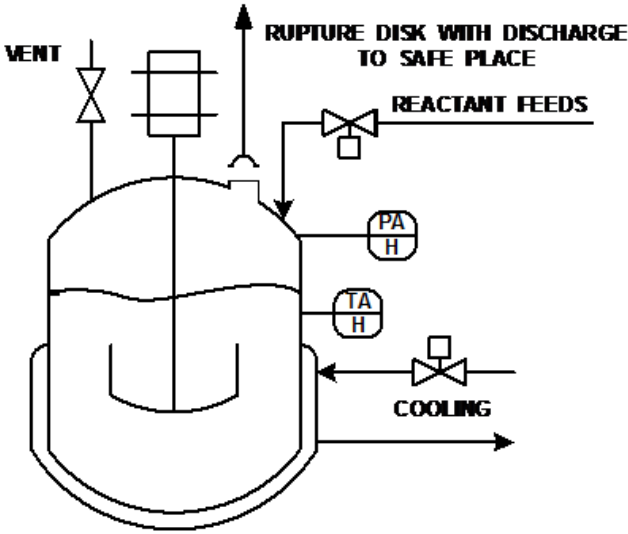 VENT
RUPTURE DISK WITH DISCHARGE
TO SAFE PLACE
REACTANT FEEDS
PA
H
TA
H
COOLING